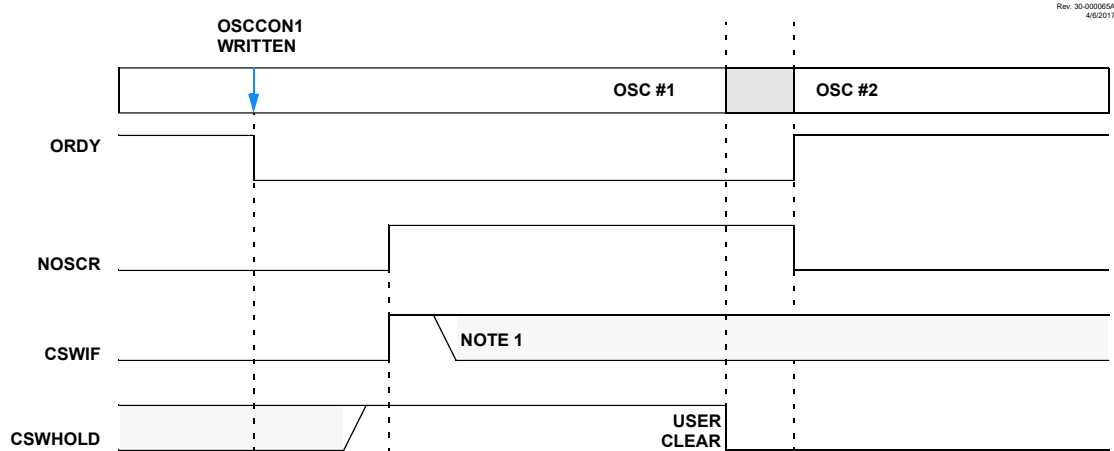 Rev. 30-000065A
4/6/2017
OSCCON1
WRITTEN
OSC #1
OSC #2
ORDY
NOSCR
CSWIF
NOTE 1
CSWHOLD
USER
CLEAR